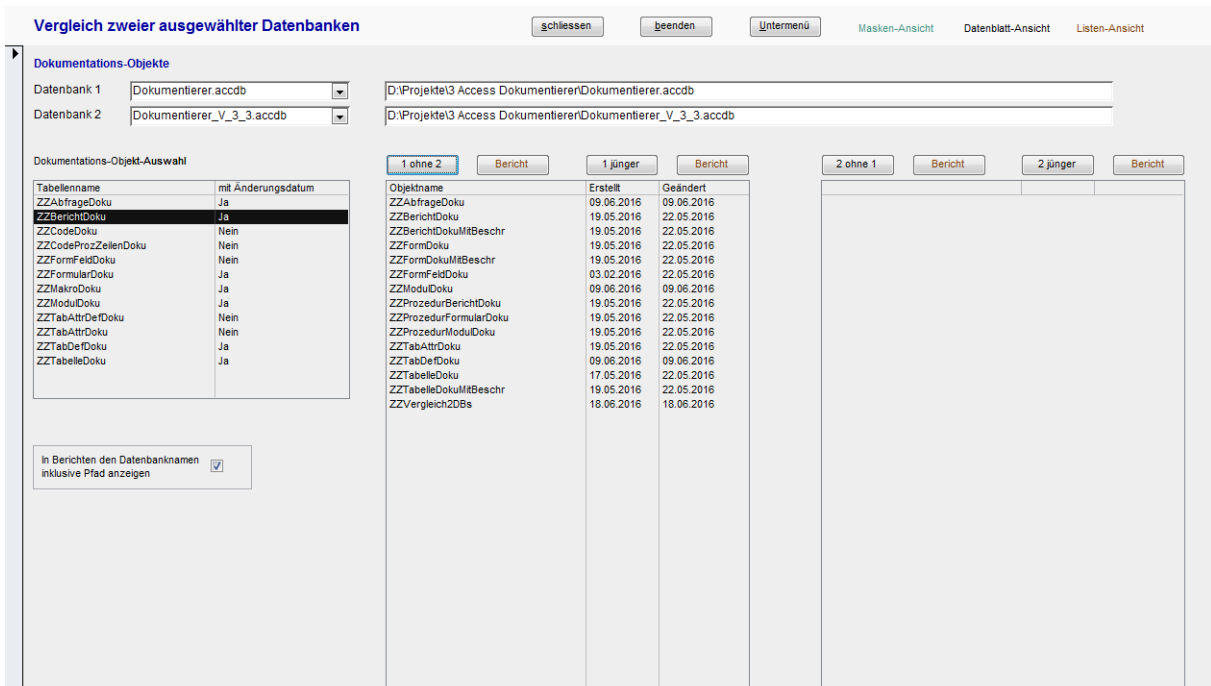 Vergleich zweier ausgewählter Datenbanken schliessen beenden Untermenü Masken-Ansicht Datenblatt-Ansicht Listen-Ansicht
Dokumentations-Objekte
Datenbank 1 Dokumentierer.accdb D:\Projekte\3 Access Dokumentierer\Dokumentierer.accdb
Datenbank 2 Dokumentierer_V_3_3.accdb D:\Projekte\3 Access Dokumentierer\Dokumentierer_V_3_3.accdb
Dokumentations-Objekt-Auswahl 1 ohne 2 Bericht 1 jünger Bericht 2 ohne 1 Bericht 2 jünger Bericht
Tabellenname mit Änderungsdatum
ZZAbfrageDoku Ja
ZZBerichtDoku Ja
ZZCodeDoku Nein
ZZCodeProzZeilenDoku Nein
ZZFormFeldDoku Nein
ZZFormularDoku Ja
ZZMakroDoku Ja
ZZModulDoku Ja
ZZTabAttrDefDoku Nein
ZZTabAttrDoku Nein
ZZTabDefDoku Ja
ZZTabelleDoku Ja
In Berichten den Datenbanknamen
inklusive Pfad anzeigen
Objektname Erstellt Geändert
ZZAbfrageDoku 09.06.2016 09.06.2016
ZZBerichtDoku 19.05.2016 22.05.2016
ZZBerichtDokuMitBeschr 19.05.2016 22.05.2016
ZZFormDoku 19.05.2016 22.05.2016
ZZFormDokuMitBeschr 19.05.2016 22.05.2016
ZZFormFeldDoku 03.02.2016 22.05.2016
ZZModulDoku 09.06.2016 09.06.2016
ZZProzedurBerichtDoku 19.05.2016 22.05.2016
ZZProzedurFormularDoku 19.05.2016 22.05.2016
ZZProzedurModulDoku 19.05.2016 22.05.2016
ZZTabAttrDoku 19.05.2016 22.05.2016
ZZTabDefDoku 09.06.2016 09.06.2016
ZZTabelleDoku 17.05.2016 22.05.2016
ZZTabelleDokuMitBeschr 19.05.2016 22.05.2016
ZZVergleich2DBs 18.06.2016 18.06.2016